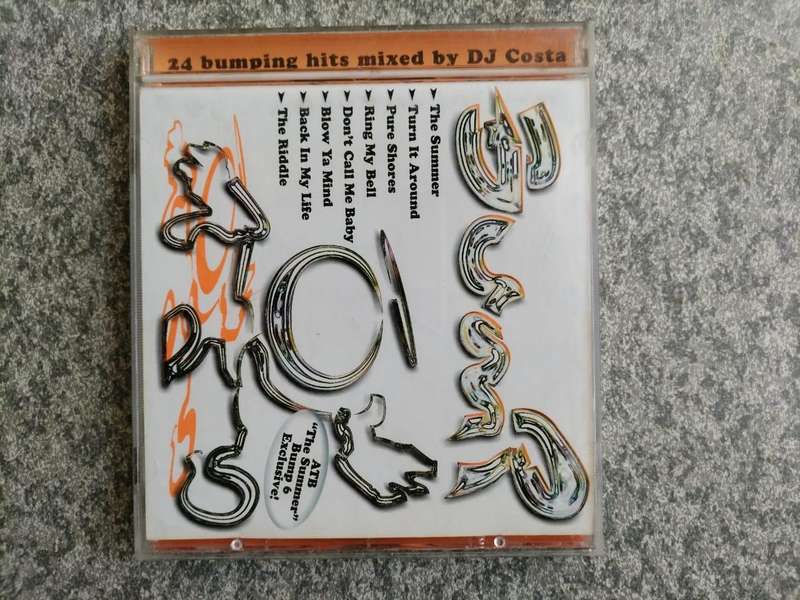 24 bumping hits mixed by DJ Costa
BUMP
➤ The Summer
➤ Turn It Around
➤ Pure Shores
➤ Ring My Bell
➤ Don't Call Me Baby
➤ Blow Ya Mind
➤ Back In My Life
➤ The Riddle
ATB
"The Summer"
Bump 6
Exclusive!